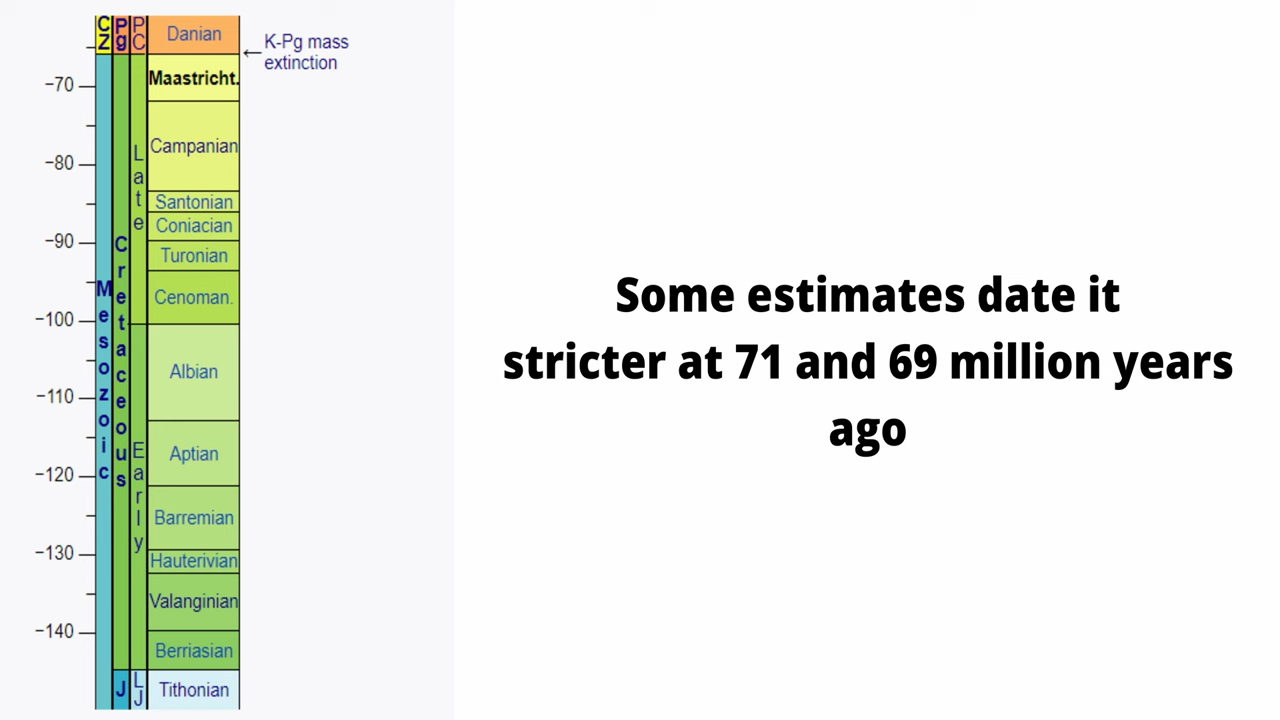 CZ
Pg
PC
Danian
K-Pg mass
extinction
Maastricht.
−70
Campanian
Late
−80
Santonian
Coniacian
−90
Turonian
Cretaceous
Mesozoic
Cenoman.
−100
Albian
−110
Aptian
Early
−120
Barremian
−130
Hauterivian
Valanginian
−140
Berriasian
J
LJ
Tithonian
Some estimates date it
stricter at 71 and 69 million years
ago